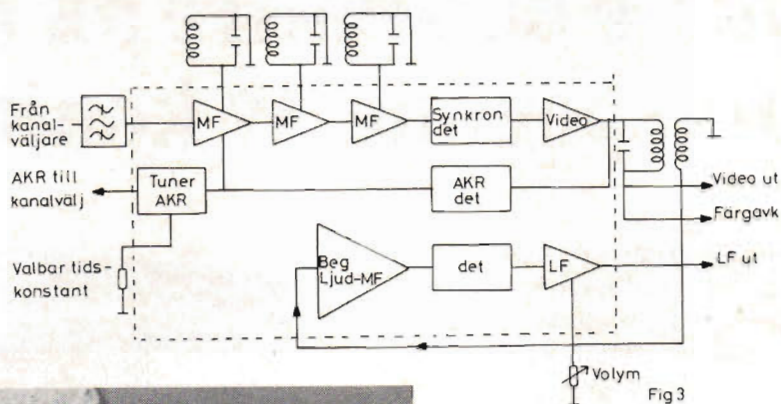 Från
kanal-
väljare
MF
MF
MF
Synkron
det
Video
AKR till
kanalvälj
Tuner
AKR
AKR
det
Video ut
Färgavk
Valbar tids-
konstant
Beg
Ljud-MF
det
LF
LF ut
Volym
Fig 3